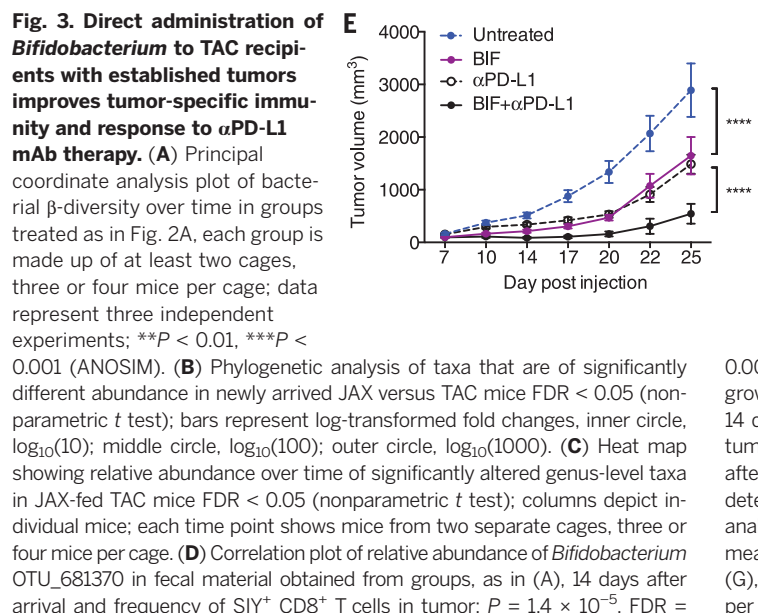 Fig. 3. Direct administration of
Bifidobacterium to TAC recipi-
ents with established tumors
improves tumor-specific immu-
nity and response to αPD-L1
mAb therapy. (A) Principal
coordinate analysis plot of bacte-
rial β-diversity over time in groups
treated as in Fig. 2A, each group is
made up of at least two cages,
three or four mice per cage; data
represent three independent
experiments; **P < 0.01, ***P <
0.001 (ANOSIM). (B) Phylogenetic analysis of taxa that are of significantly
different abundance in newly arrived JAX versus TAC mice FDR < 0.05 (non-
parametric t test); bars represent log-transformed fold changes, inner circle,
log₁₀(10); middle circle, log₁₀(100); outer circle, log₁₀(1000). (C) Heat map
showing relative abundance over time of significantly altered genus-level taxa
in JAX-fed TAC mice FDR < 0.05 (nonparametric t test); columns depict in-
dividual mice; each time point shows mice from two separate cages, three or
four mice per cage. (D) Correlation plot of relative abundance of Bifidobacterium
OTU_681370 in fecal material obtained from groups, as in (A), 14 days after
arrival and frequency of SIY⁺ CD8⁺ T cells in tumor; P = 1.4 × 10⁻⁵, FDR =
E
Tumor volume (mm³)
4000
3000
2000
1000
0
Untreated
BIF
αPD-L1
BIF+αPD-L1
****
****
7 10 14 17 20 22 25
Day post injection
0.00
grow
14 d
tum
afte
dete
ana
mea
(G),
per